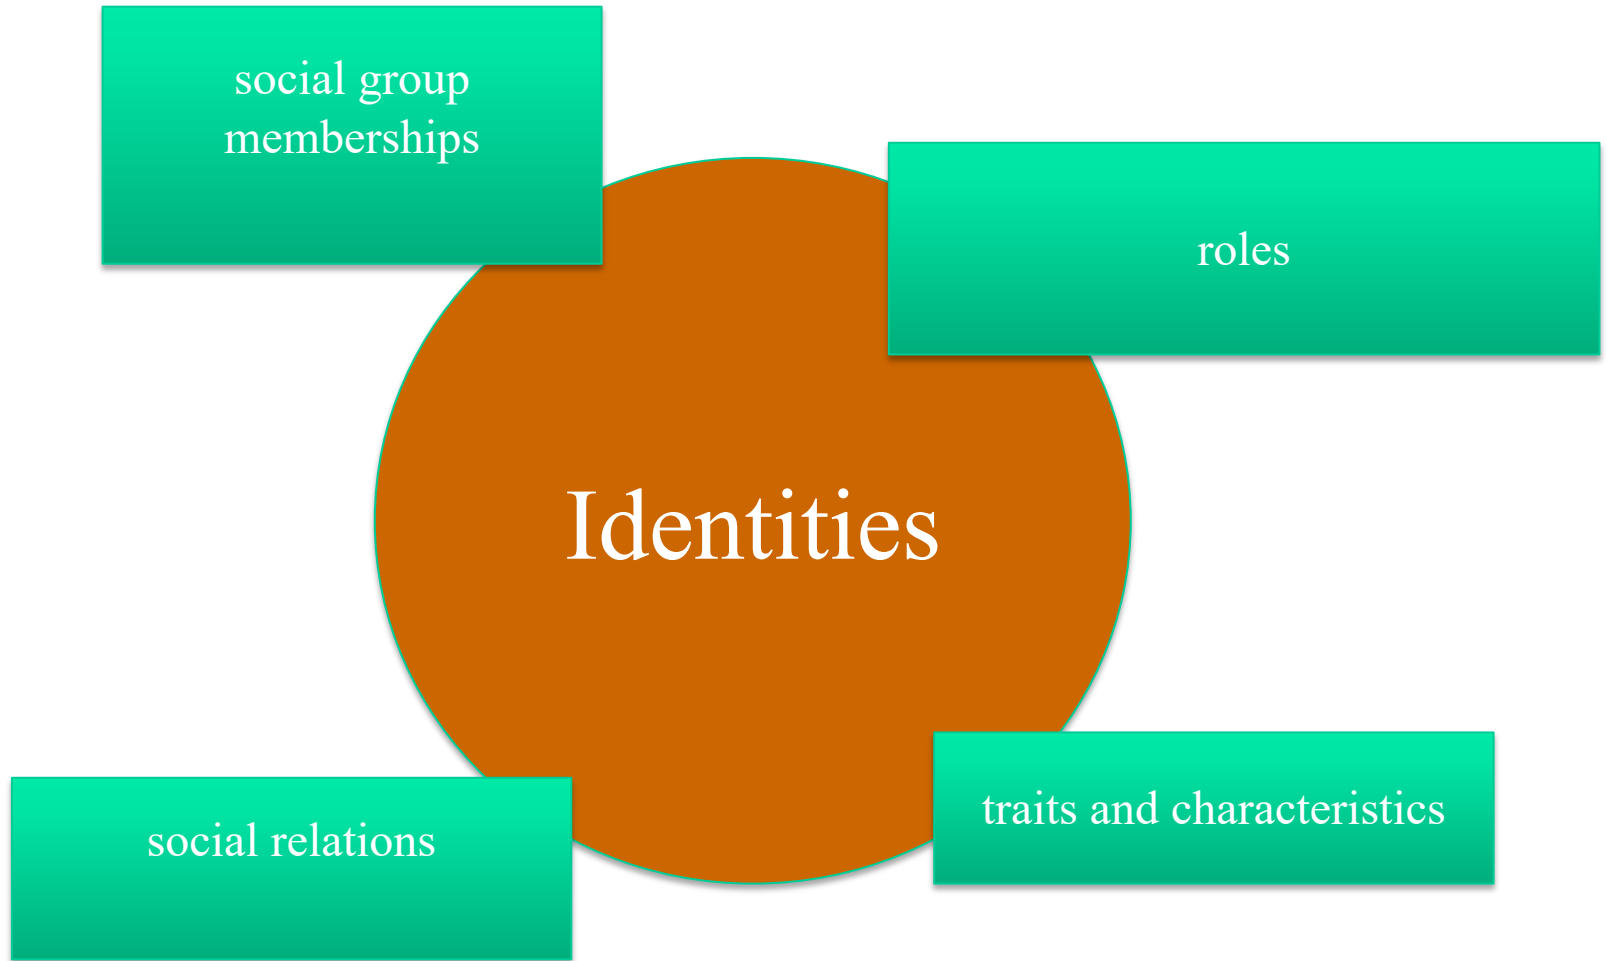 social group
memberships
roles
Identities
traits and characteristics
social relations